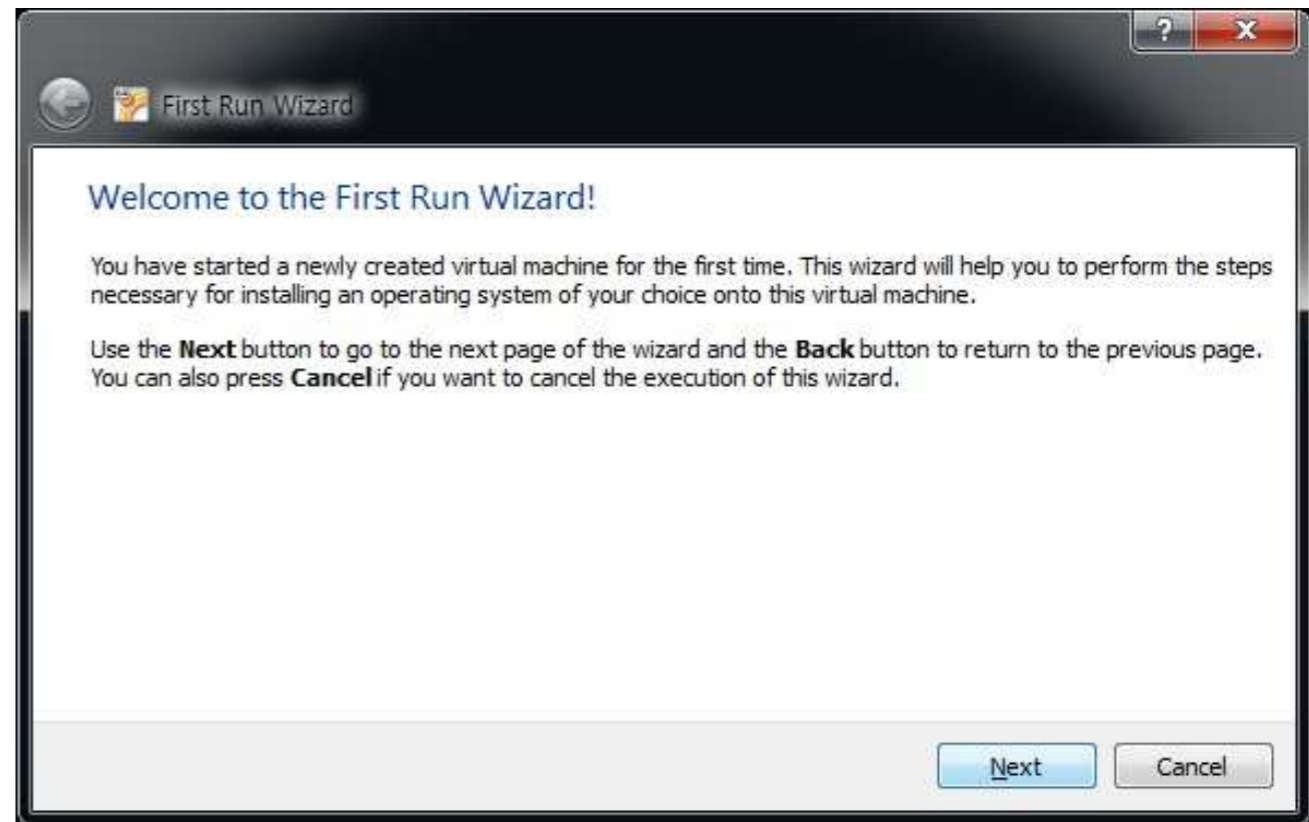 ?
X
First Run Wizard
Welcome to the First Run Wizard!
You have started a newly created virtual machine for the first time. This wizard will help you to perform the steps
necessary for installing an operating system of your choice onto this virtual machine.
Use the Next button to go to the next page of the wizard and the Back button to return to the previous page.
You can also press Cancel if you want to cancel the execution of this wizard.
Next Cancel